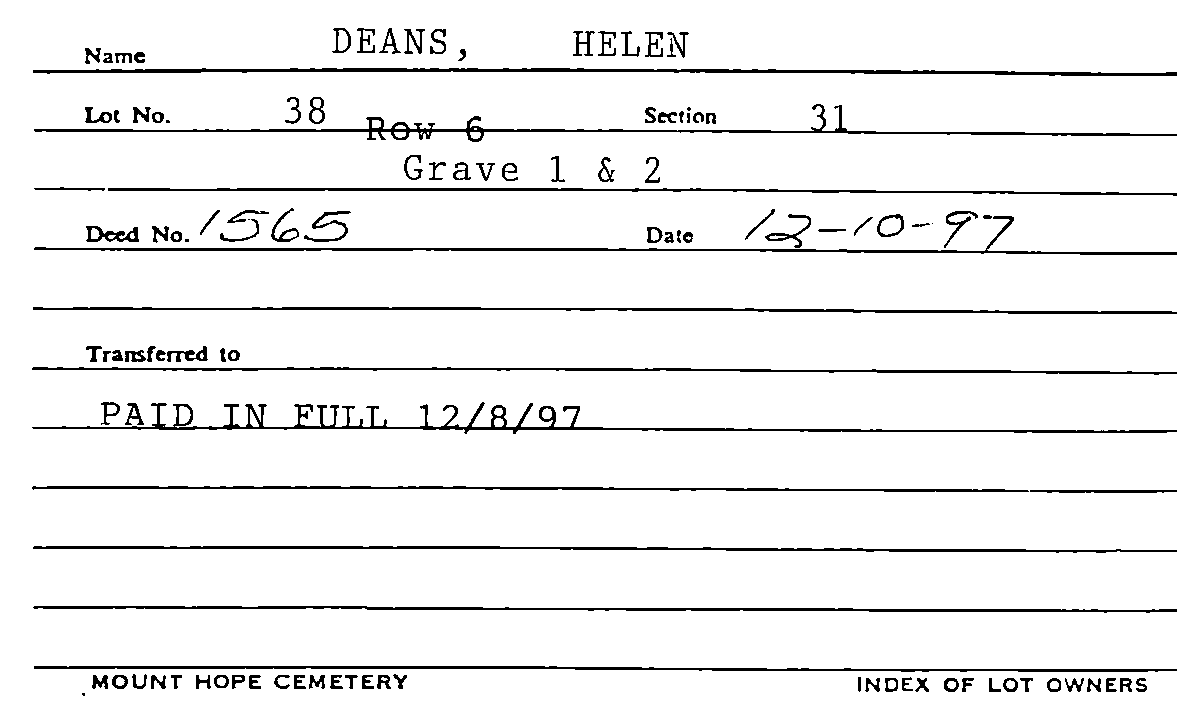 Name DEANS, HELEN
Lot No. 38 Section 31
Row 6
Grave 1 & 2
Deed No. 1565 Date 12-10-97
Transferred to
PAID IN FULL 12/8/97
MOUNT HOPE CEMETERY INDEX OF LOT OWNERS